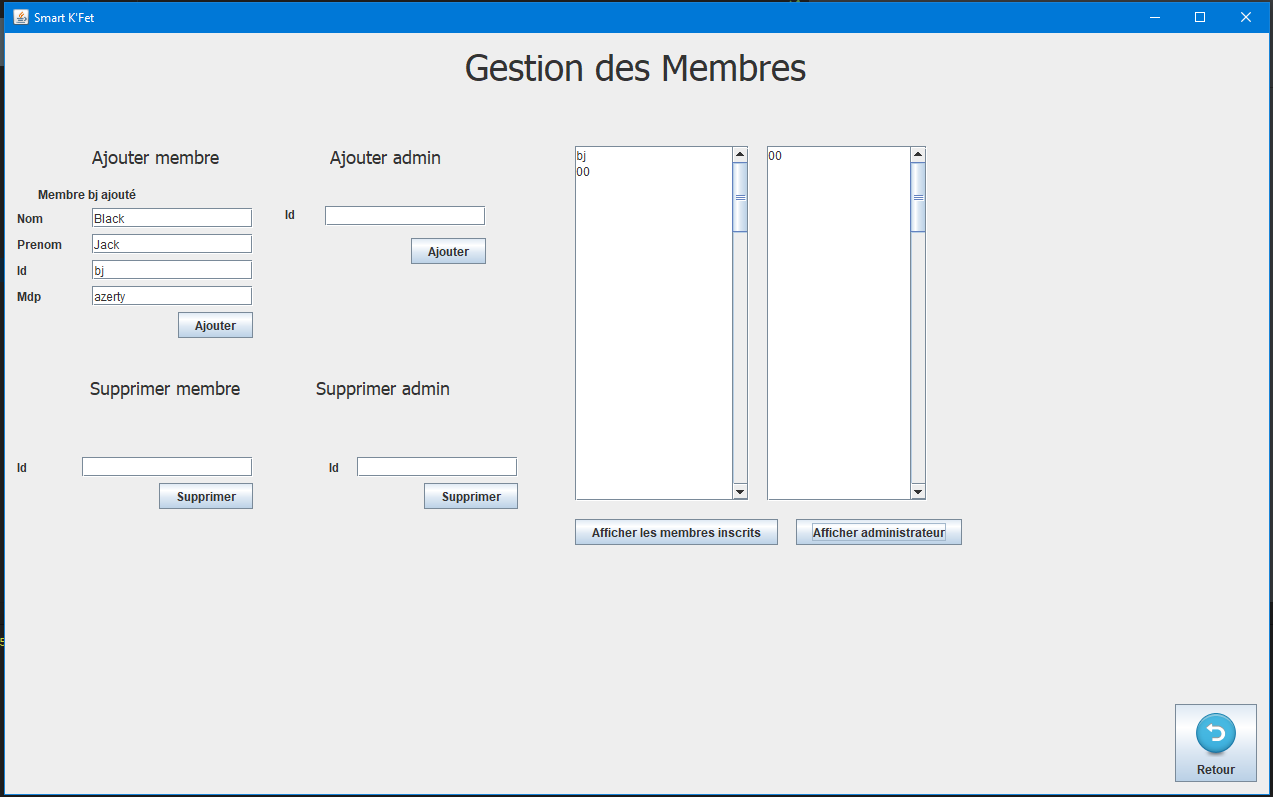 Smart K'Fet
Gestion des Membres
Ajouter membre
Membre bj ajouté
Nom Black
Prenom Jack
Id bj
Mdp azerty
Ajouter
Ajouter admin
Id
Ajouter
Supprimer membre
Id
Supprimer
Supprimer admin
Id
Supprimer
bj
00
00
Afficher les membres inscrits
Afficher administrateur
Retour